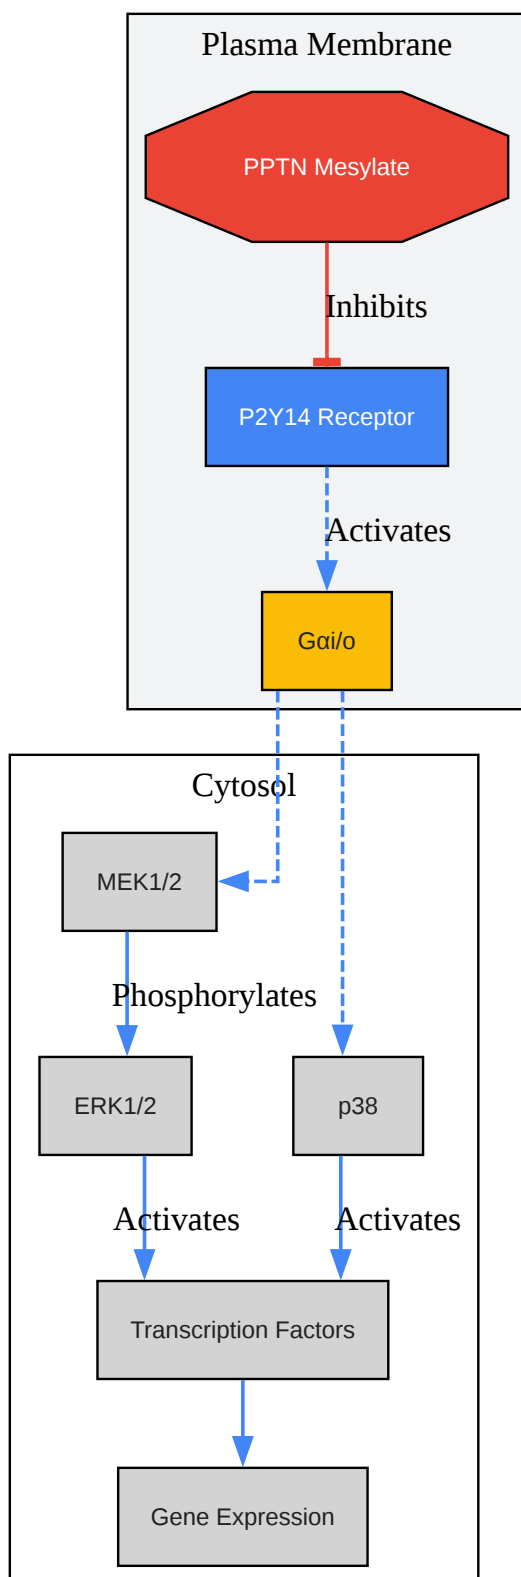 Plasma Membrane
PPTN Mesylate
Inhibits
P2Y14 Receptor
Activates
Gαi/o
Cytosol
MEK1/2
Phosphorylates
ERK1/2
p38
Activates
Activates
Transcription Factors
Gene Expression